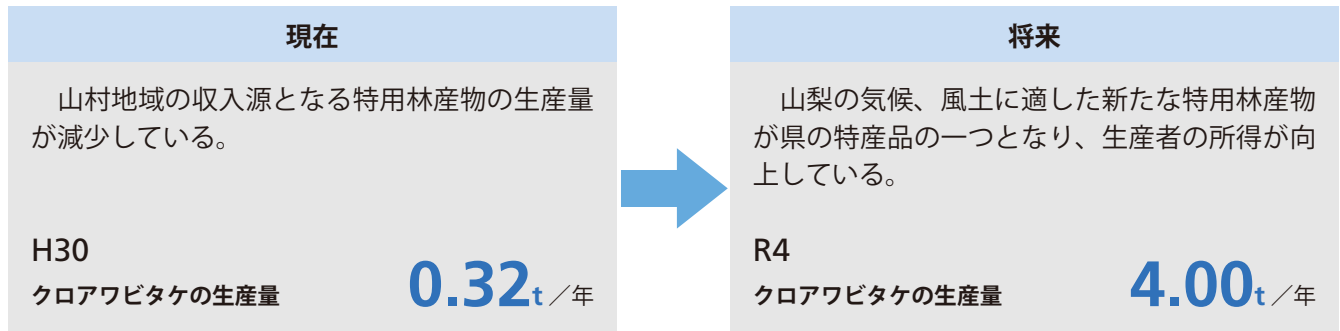 現在
山村地域の収入源となる特用林産物の生産量
が減少している。
H30
クロアワビタケの生産量 0.32t／年
将来
山梨の気候、風土に適した新たな特用林産物
が県の特産品の一つとなり、生産者の所得が向
上している。
R4
クロアワビタケの生産量 4.00t／年